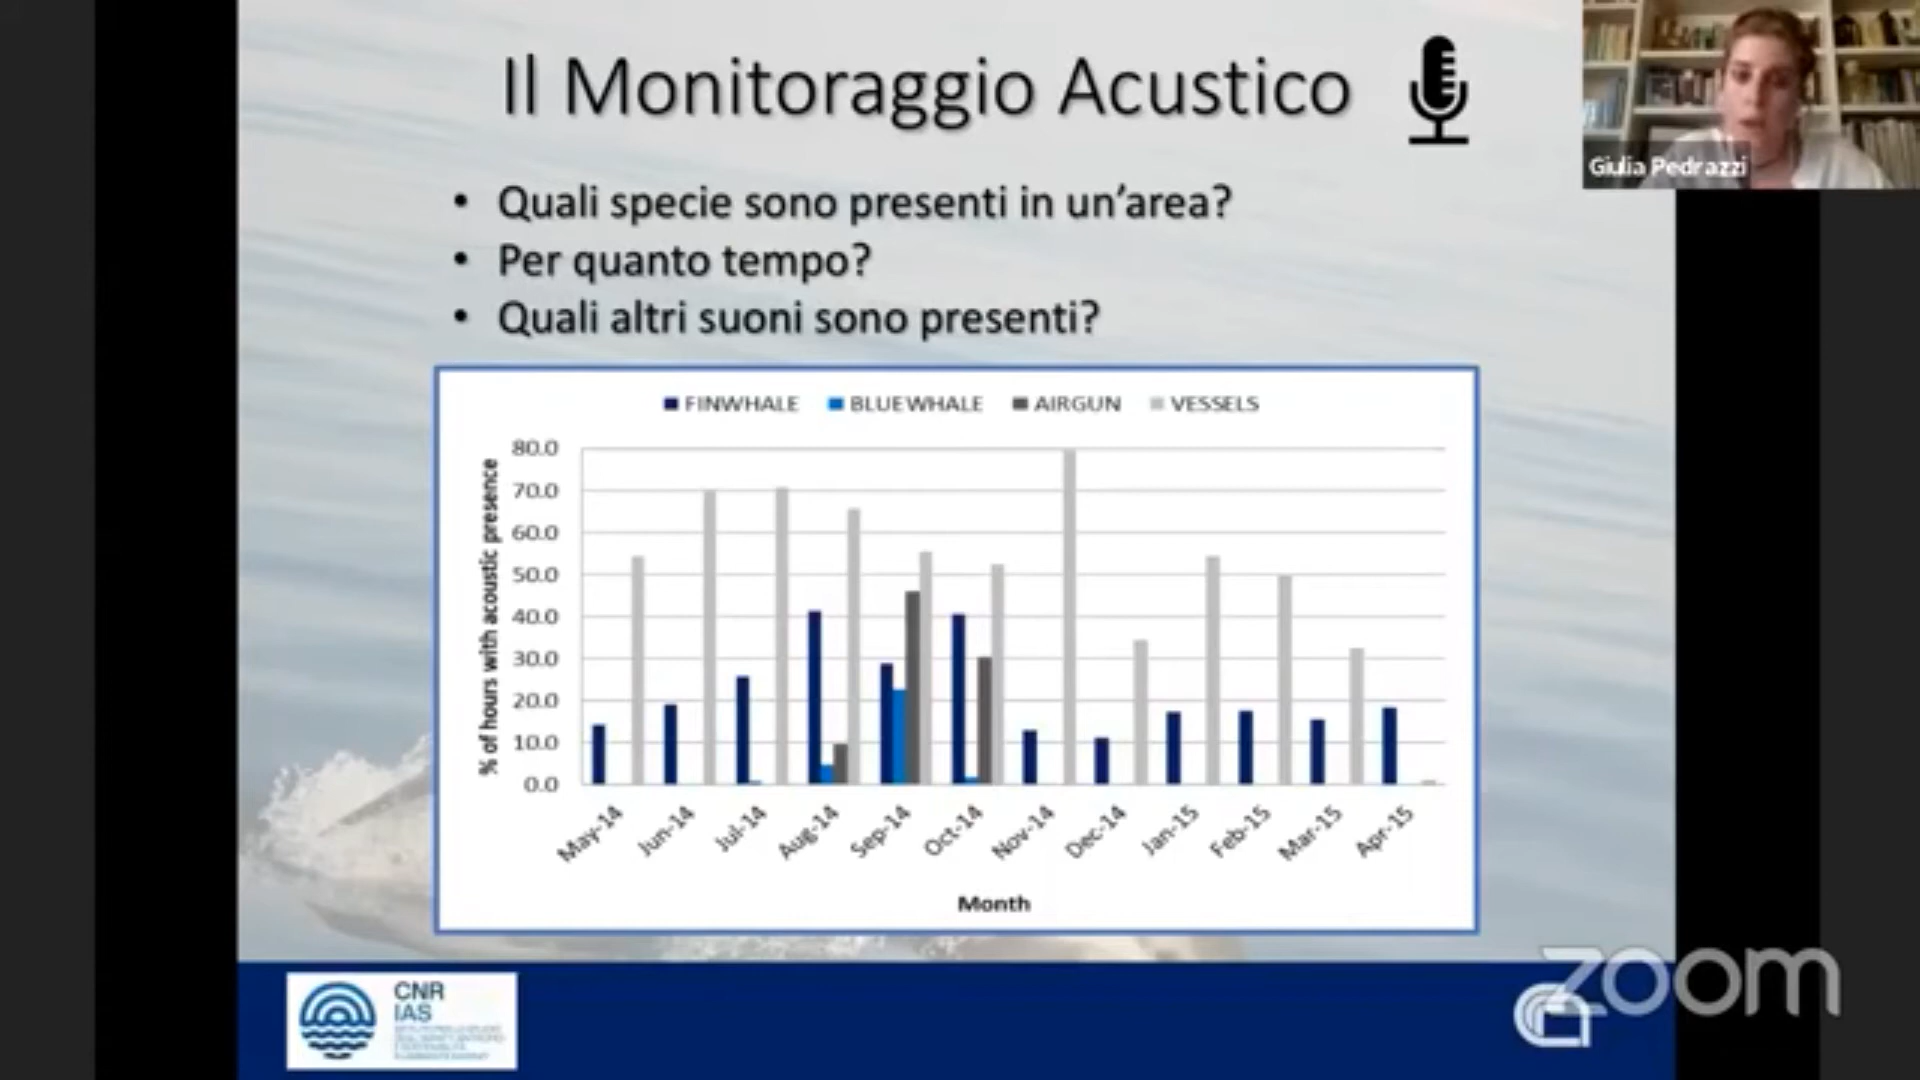 Il Monitoraggio Acustico
Giulia Pedrazzi
• Quali specie sono presenti in un'area?
• Per quanto tempo?
• Quali altri suoni sono presenti?
FINWHALE BLUEWHALE AIRGUN VESSELS
% of hours with acoustic presence
80.0
70.0
60.0
50.0
40.0
30.0
20.0
10.0
0.0
May-14 Jun-14 Jul-14 Aug-14 Sep-14 Oct-14 Nov-14 Dec-14 Jan-15 Feb-15 Mar-15 Apr-15
Month
CNR
IAS
zoom